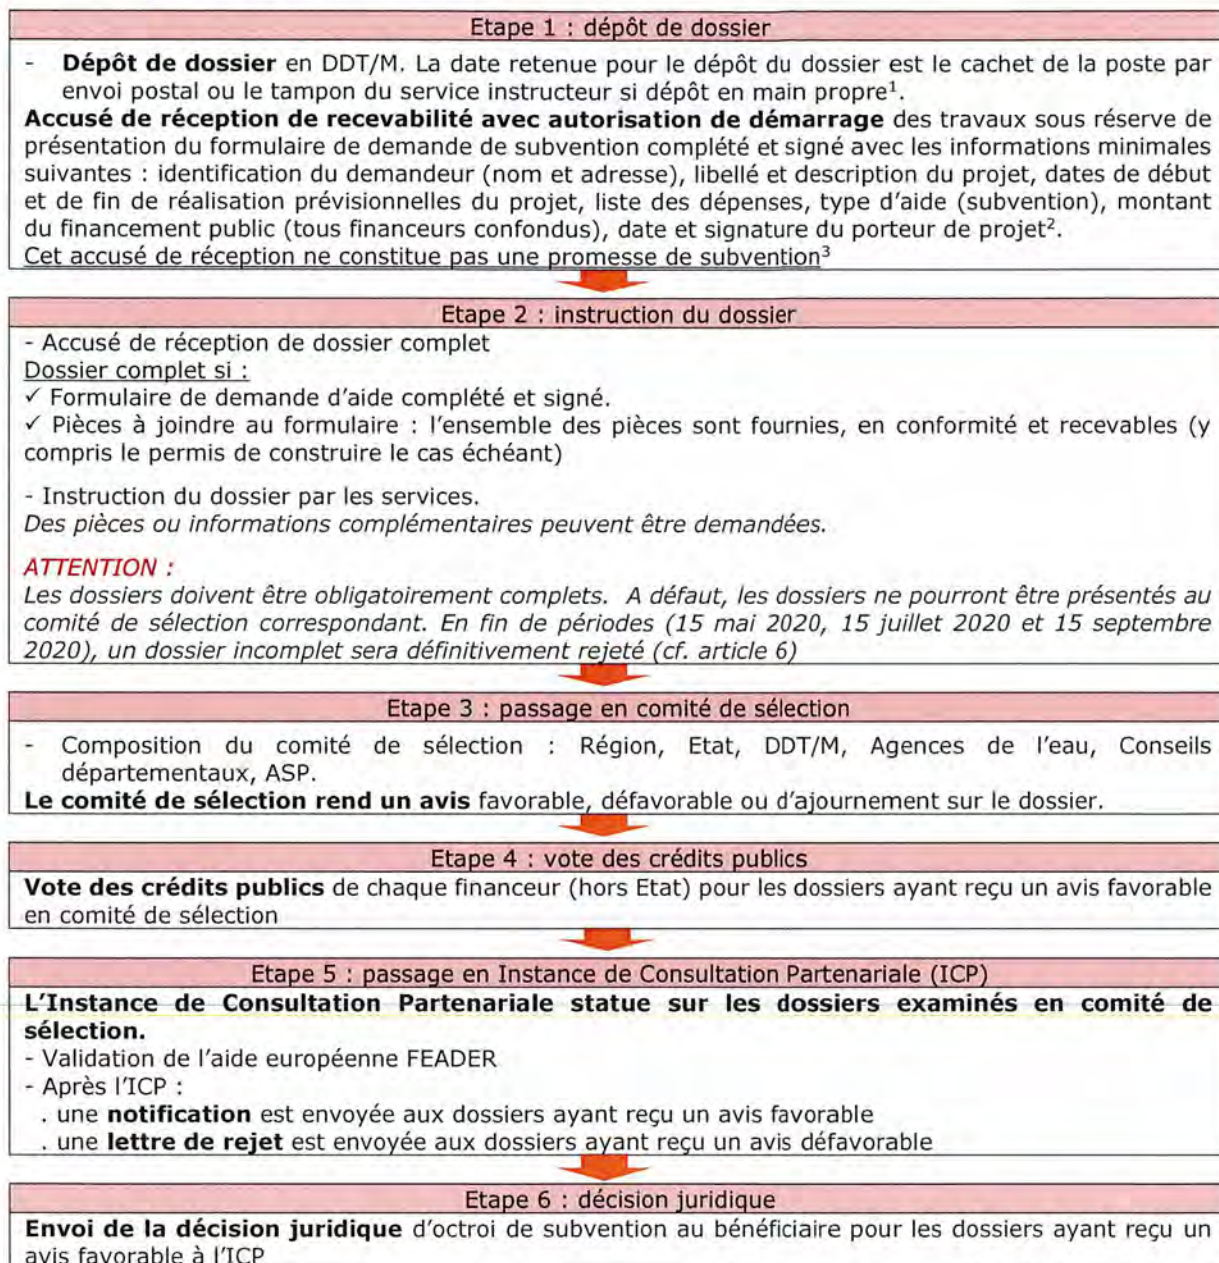 Etape 1 : dépôt de dossier
- Dépôt de dossier en DDT/M. La date retenue pour le dépôt du dossier est le cachet de la poste par
envoi postal ou le tampon du service instructeur si dépôt en main propre¹.
Accusé de réception de recevabilité avec autorisation de démarrage des travaux sous réserve de
présentation du formulaire de demande de subvention complété et signé avec les informations minimales
suivantes : identification du demandeur (nom et adresse), libellé et description du projet, dates de début
et de fin de réalisation prévisionnelles du projet, liste des dépenses, type d'aide (subvention), montant
du financement public (tous financeurs confondus), date et signature du porteur de projet².
Cet accusé de réception ne constitue pas une promesse de subvention³
Etape 2 : instruction du dossier
- Accusé de réception de dossier complet
Dossier complet si :
✓ Formulaire de demande d'aide complété et signé.
✓ Pièces à joindre au formulaire : l'ensemble des pièces sont fournies, en conformité et recevables (y
compris le permis de construire le cas échéant)
- Instruction du dossier par les services.
Des pièces ou informations complémentaires peuvent être demandées.
ATTENTION :
Les dossiers doivent être obligatoirement complets. A défaut, les dossiers ne pourront être présentés au
comité de sélection correspondant. En fin de périodes (15 mai 2020, 15 juillet 2020 et 15 septembre
2020), un dossier incomplet sera définitivement rejeté (cf. article 6)
Etape 3 : passage en comité de sélection
- Composition du comité de sélection : Région, Etat, DDT/M, Agences de l'eau, Conseils
départementaux, ASP.
Le comité de sélection rend un avis favorable, défavorable ou d'ajournement sur le dossier.
Etape 4 : vote des crédits publics
Vote des crédits publics de chaque financeur (hors Etat) pour les dossiers ayant reçu un avis favorable
en comité de sélection
Etape 5 : passage en Instance de Consultation Partenariale (ICP)
L'Instance de Consultation Partenariale statue sur les dossiers examinés en comité de
sélection.
- Validation de l'aide européenne FEADER
- Après l'ICP :
. une notification est envoyée aux dossiers ayant reçu un avis favorable
. une lettre de rejet est envoyée aux dossiers ayant reçu un avis défavorable
Etape 6 : décision juridique
Envoi de la décision juridique d'octroi de subvention au bénéficiaire pour les dossiers ayant reçu un
avis favorable à l'ICP